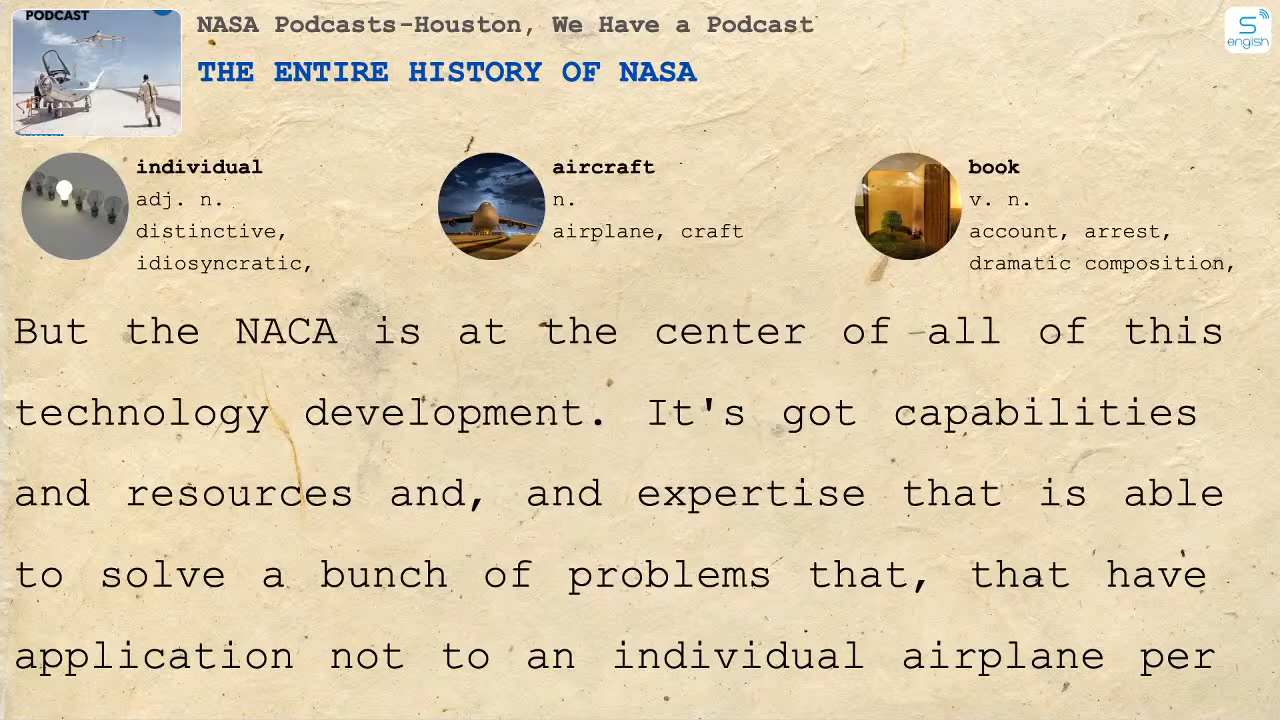 PODCAST
NASA Podcasts-Houston, We Have a Podcast
THE ENTIRE HISTORY OF NASA
S
english
individual
adj. n.
distinctive,
idiosyncratic,
aircraft
n.
airplane, craft
book
v. n.
account, arrest,
dramatic composition,
But the NACA is at the center of all of this
technology development. It's got capabilities
and resources and, and expertise that is able
to solve a bunch of problems that, that have
application not to an individual airplane per